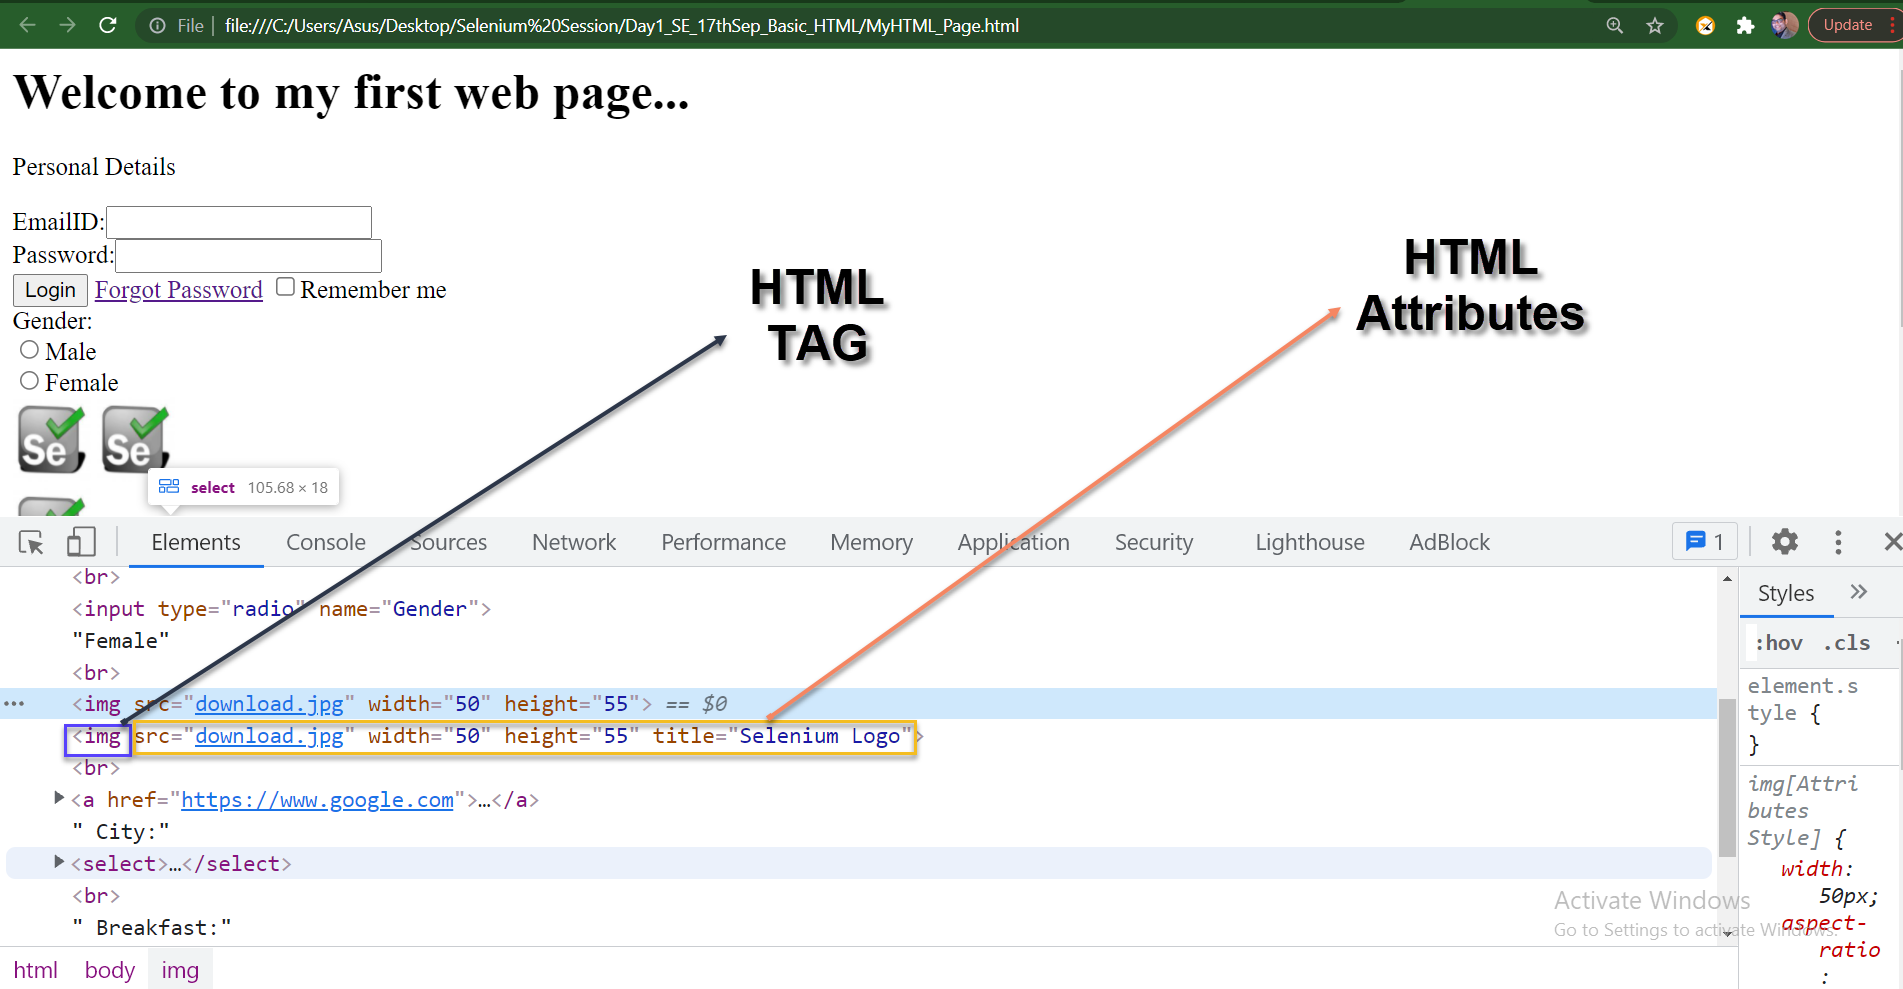 File
file:///C:/Users/Asus/Desktop/Selenium%20Session/Day1_SE_17thSep_Basic_HTML/MyHTML_Page.html
Update
Welcome to my first web page...
Personal Details
EmailID:
Password:
Login Forgot Password Remember me
Gender:
Male
Female
Se Se
HTML
TAG
HTML
Attributes
select 105.68 × 18
Elements Console Sources Network Performance Memory Application Security Lighthouse AdBlock 1
<br>
<input type="radio" name="Gender">
"Female"
<br>
<img src="download.jpg" width="50" height="55"> == $0
<img src="download.jpg" width="50" height="55" title="Selenium Logo">
<br>
<a href="https://www.google.com">…</a>
" City:"
<select>…</select>
<br>
" Breakfast:"
Styles
:hov .cls
element.s
tyle {
}
img[Attri
butes
Style] {
width:
50px;
aspect-
ratio
:
Activate Windows
Go to Settings to activate Windows.
html body img